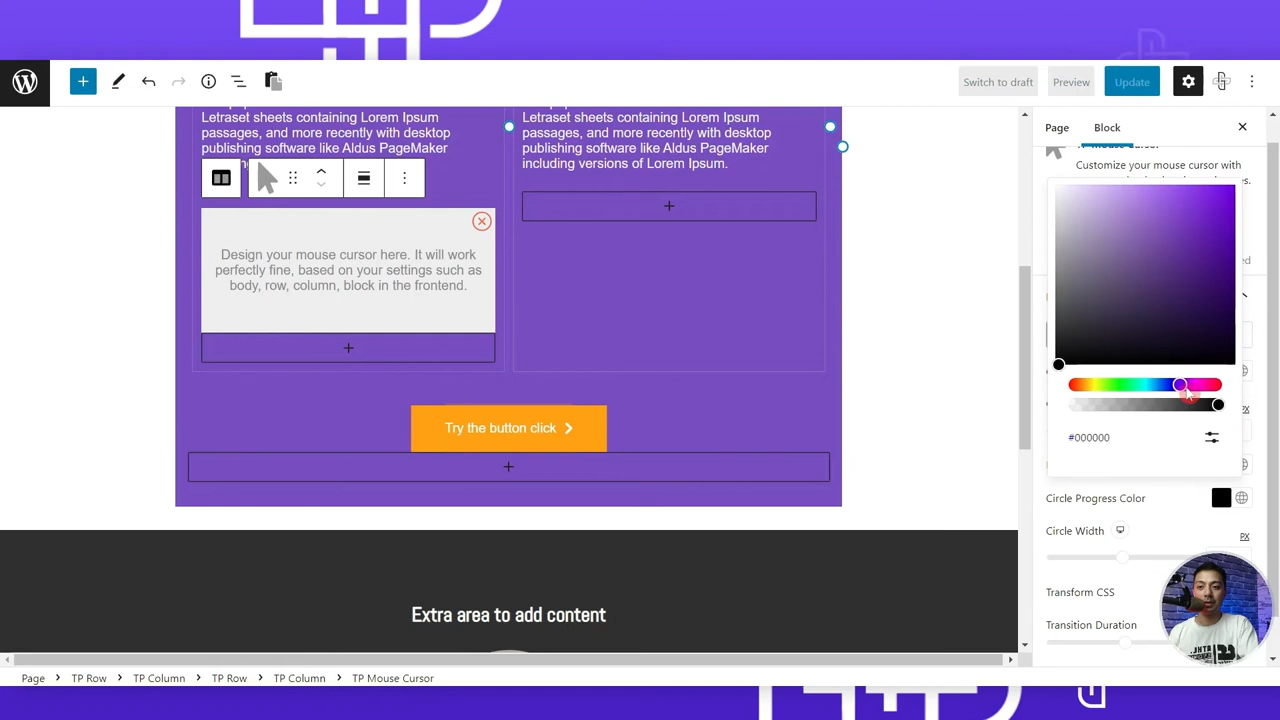 Switch to draft
Preview
Update
Letraset sheets containing Lorem Ipsum
passages, and more recently with desktop
publishing software like Aldus PageMaker
Letraset sheets containing Lorem Ipsum
passages, and more recently with desktop
publishing software like Aldus PageMaker
including versions of Lorem Ipsum.
Design your mouse cursor here. It will work
perfectly fine, based on your settings such as
body, row, column, block in the frontend.
Try the button click
Extra area to add content
Page
Block
Customize your mouse cursor with
#000000
Circle Progress Color
Circle Width
PX
Transform CSS
Transition Duration
Page
TP Row
TP Column
TP Row
TP Column
TP Mouse Cursor